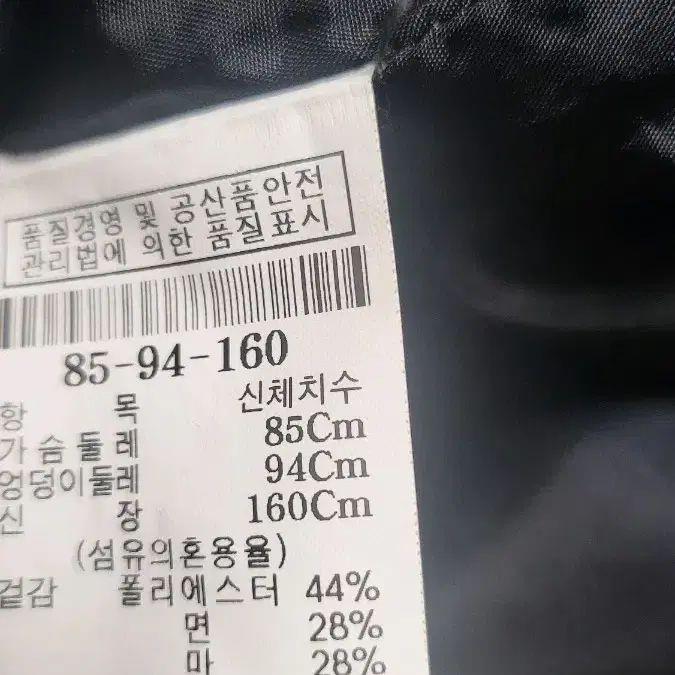 품질경영 및 공산품안전
관리법에 의한 품질표시
85-94-160
항 목 신체치수
가슴둘레 85Cm
엉덩이둘레 94Cm
신 장 160Cm
(섬유의혼용율)
겉감 폴리에스터 44%
면 28%
마 28%